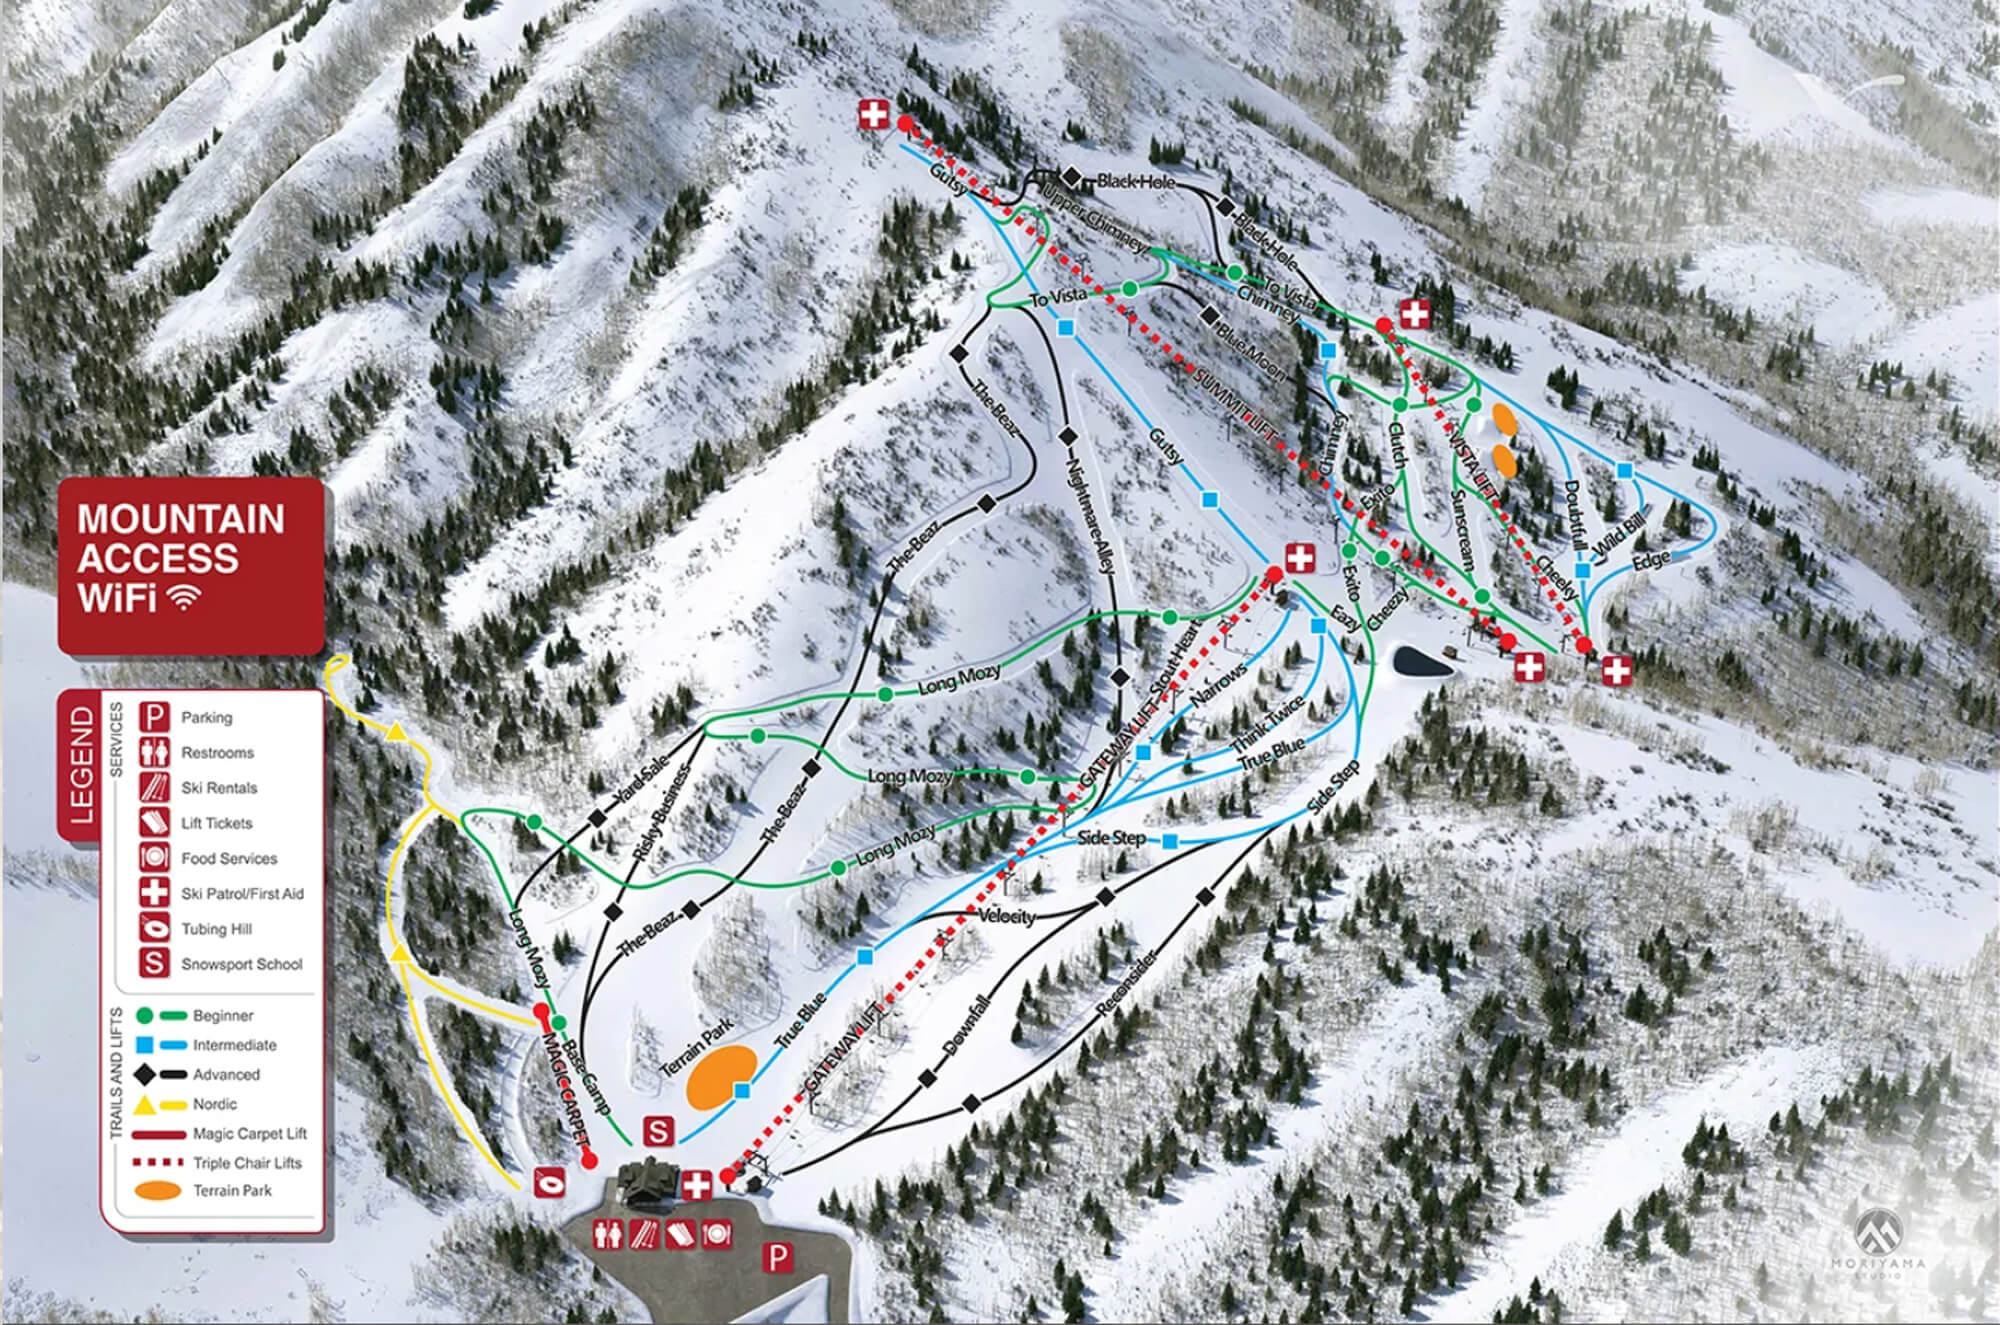 Gutsy
Black Hole
Upper Chimney
Black Hole
To Vista
To Vista
Chimney
Blue Moon
SUMMIT LIFT
The Beaz
Gutsy
Chimney
Clutch
VISTA LIFT
Nightmare Alley
Exito
Sunscream
Doubtfull
Wild Bill
Edge
The Beaz
Exito
Cheeky
Eazy
Cheezy
MOUNTAIN
ACCESS
WiFi
Long Mozy
Stout Heart
Narrows
GATEWAY LIFT
Think Twice
True Blue
Side Step
Yard Sale
Risky Business
Long Mozy
The Beaz
Long Mozy
Side Step
Velocity
The Beaz
Long Mozy
Reconsider
Downfall
True Blue
Terrain Park
GATEWAY LIFT
MAGIC CARPET
Base Camp
S
P
LEGEND
SERVICES
P Parking
Restrooms
Ski Rentals
Lift Tickets
Food Services
Ski Patrol/First Aid
Tubing Hill
S Snowsport School
TRAILS AND LIFTS
Beginner
Intermediate
Advanced
Nordic
Magic Carpet Lift
Triple Chair Lifts
Terrain Park
MORIYAMA
STUDIO